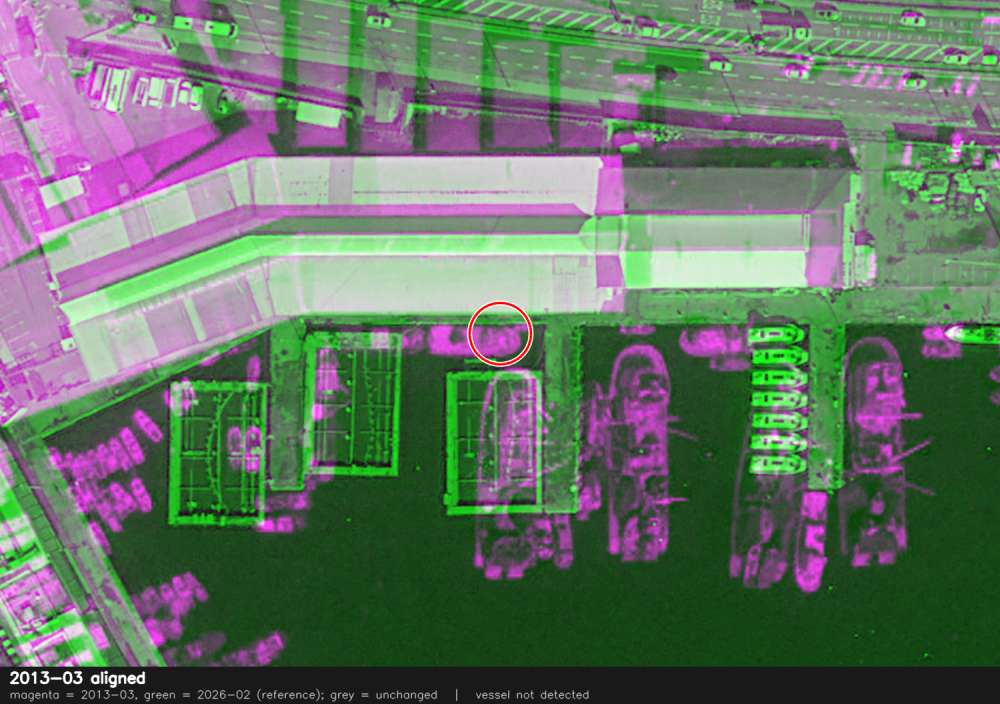 2013-03 aligned
magenta = 2013-03, green = 2026-02 (reference); grey = unchanged | vessel not detected